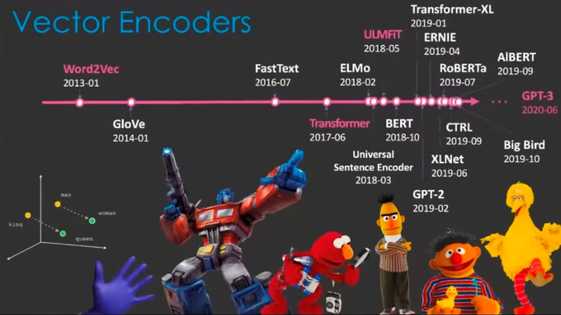 Vector Encoders
Transformer-XL
2019-01
ULMFiT
2018-05
ERNIE
2019-04
Word2Vec
2013-01
FastText
2016-07
ELMo
2018-02
RoBERTa
2019-07
AlBERT
2019-09
...
GPT-3
2020-06
GloVe
2014-01
Transformer
2017-06
BERT
2018-10
CTRL
2019-09
Big Bird
2019-10
Universal
Sentence Encoder
2018-03
XLNet
2019-06
GPT-2
2019-02
man
woman
king
queen